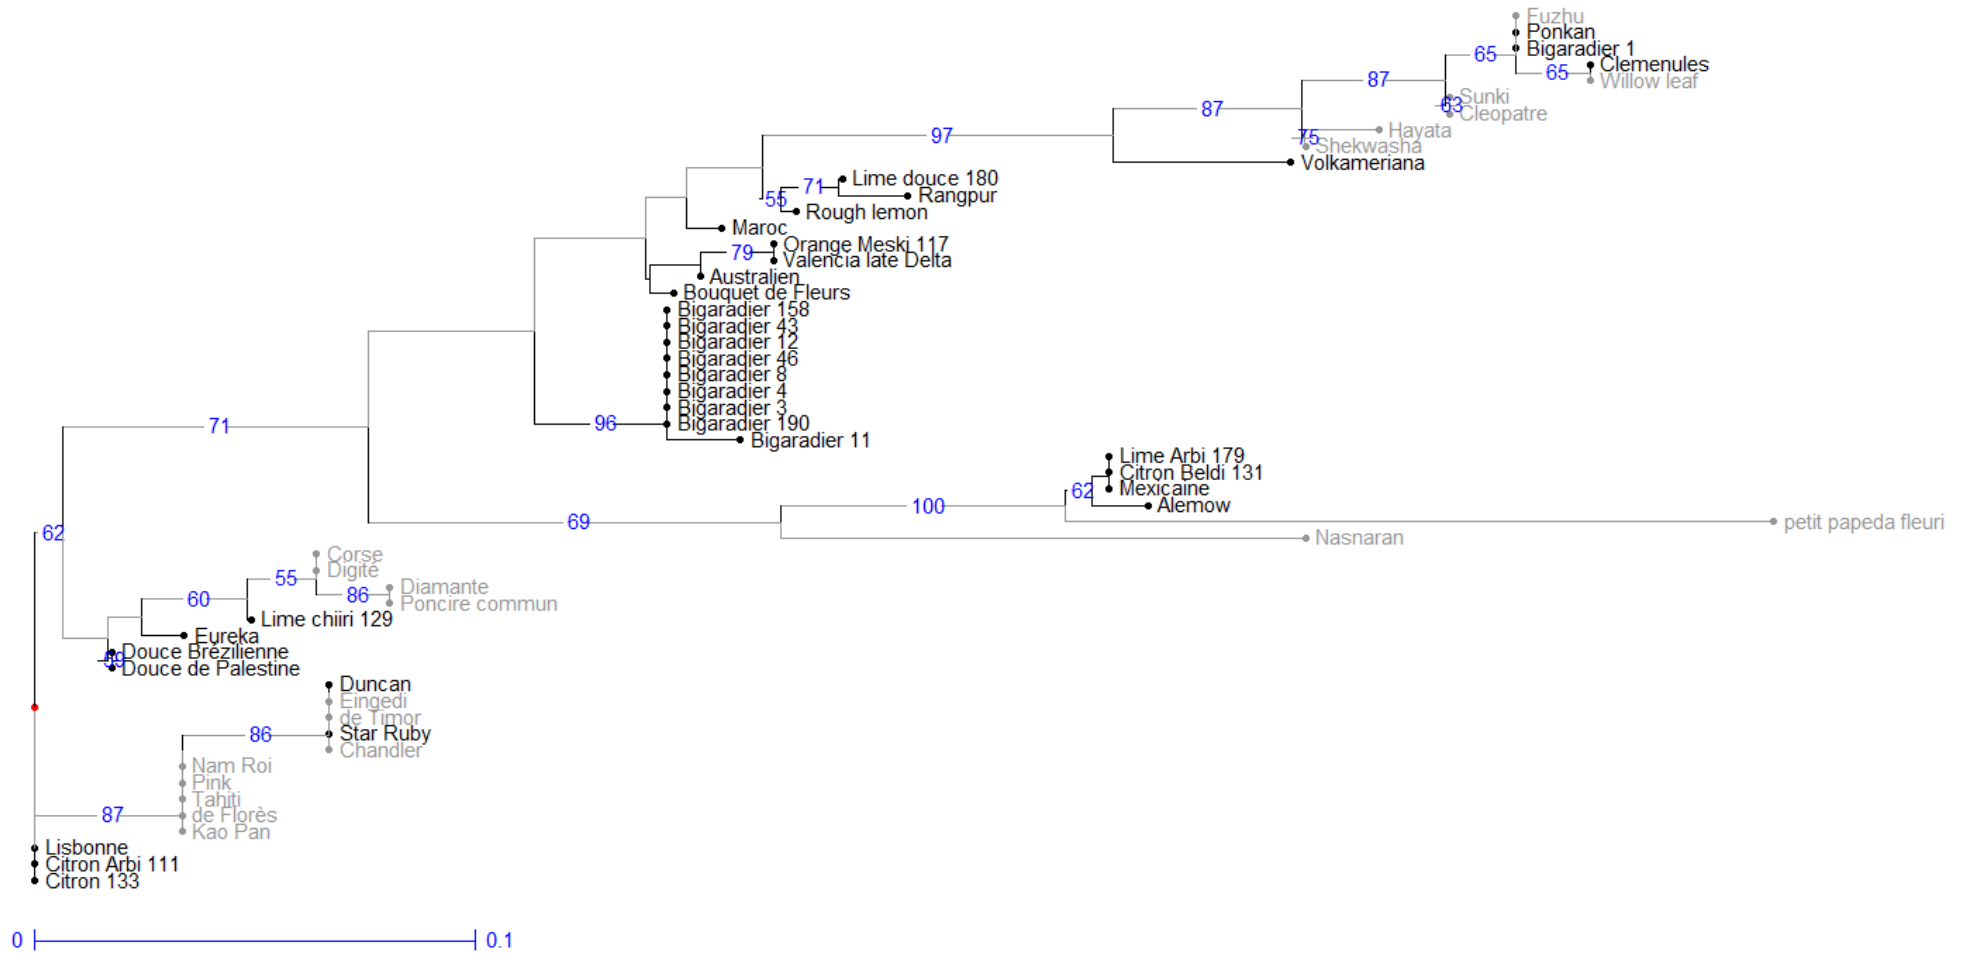 Fuzhu
Ponkan
Bigaradier 1
65
Clemenules
65
Willow leaf
87
Sunki
63
Cleopatre
87
Hayata
75
Shekwasha
97
Volkameriana
Lime douce 180
71
Rangpur
55
Rough lemon
Maroc
Orange Meski 117
79
Valencia late Delta
Australien
Bouquet de Fleurs
Bigaradier 158
Bigaradier 43
Bigaradier 12
Bigaradier 46
Bigaradier 8
Bigaradier 4
Bigaradier 3
96
Bigaradier 190
71
Bigaradier 11
Lime Arbi 179
Citron Beldi 131
62
Mexicaine
100
Alemow
69
petit papeda fleuri
62
Nasnaran
Corse
Digité
55
Diamante
86
Poncire commun
60
Lime chiiri 129
Eureka
Douce Brézilienne
59
Douce de Palestine
Duncan
Eingedi
de Timor
86
Star Ruby
Chandler
Nam Roi
Pink
Tahiti
87
de Florès
Kao Pan
Lisbonne
Citron Arbi 111
Citron 133
0 0.1